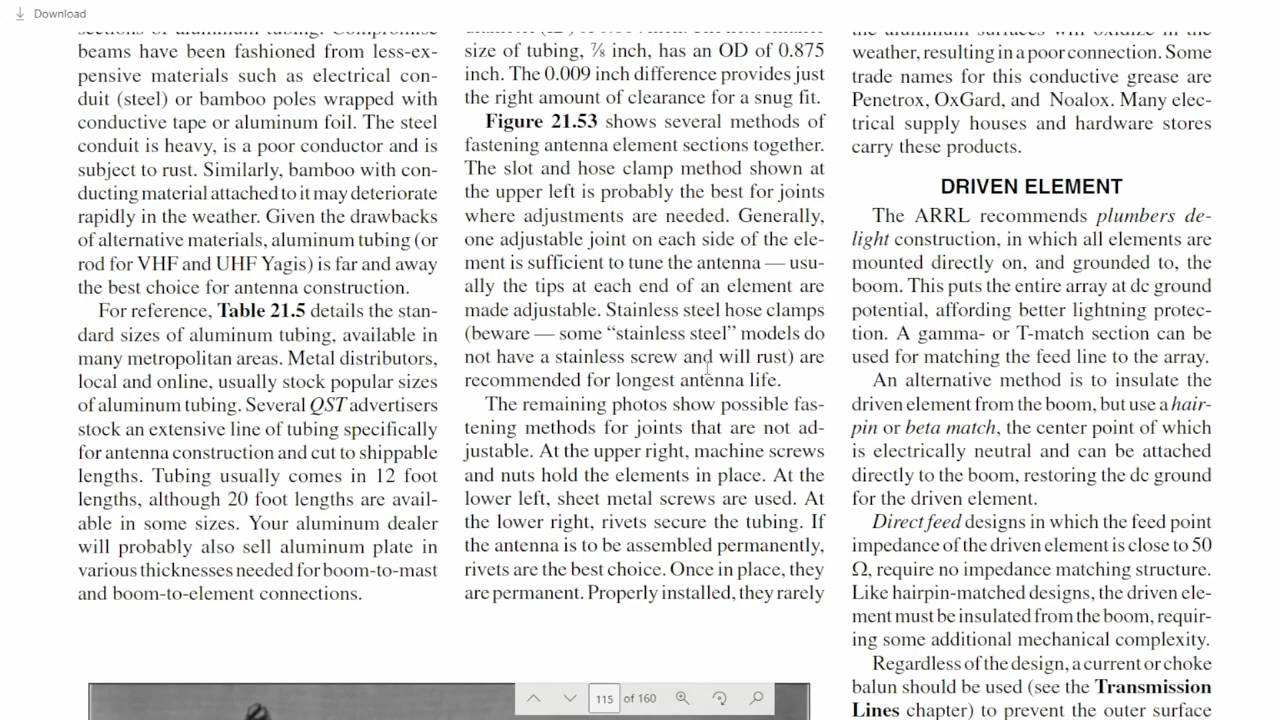 Download
sections of aluminum tubing. Compromise
beams have been fashioned from less-ex-
pensive materials such as electrical con-
duit (steel) or bamboo poles wrapped with
conductive tape or aluminum foil. The steel
conduit is heavy, is a poor conductor and is
subject to rust. Similarly, bamboo with con-
ducting material attached to it may deteriorate
rapidly in the weather. Given the drawbacks
of alternative materials, aluminum tubing (or
rod for VHF and UHF Yagis) is far and away
the best choice for antenna construction.
For reference, Table 21.5 details the stan-
dard sizes of aluminum tubing, available in
many metropolitan areas. Metal distributors,
local and online, usually stock popular sizes
of aluminum tubing. Several QST advertisers
stock an extensive line of tubing specifically
for antenna construction and cut to shippable
lengths. Tubing usually comes in 12 foot
lengths, although 20 foot lengths are avail-
able in some sizes. Your aluminum dealer
will probably also sell aluminum plate in
various thicknesses needed for boom-to-mast
and boom-to-element connections.
size of tubing, ⅞ inch, has an OD of 0.875
inch. The 0.009 inch difference provides just
the right amount of clearance for a snug fit.
Figure 21.53 shows several methods of
fastening antenna element sections together.
The slot and hose clamp method shown at
the upper left is probably the best for joints
where adjustments are needed. Generally,
one adjustable joint on each side of the ele-
ment is sufficient to tune the antenna — usu-
ally the tips at each end of an element are
made adjustable. Stainless steel hose clamps
(beware — some “stainless steel” models do
not have a stainless screw and will rust) are
recommended for longest antenna life.
The remaining photos show possible fas-
tening methods for joints that are not ad-
justable. At the upper right, machine screws
and nuts hold the elements in place. At the
lower left, sheet metal screws are used. At
the lower right, rivets secure the tubing. If
the antenna is to be assembled permanently,
rivets are the best choice. Once in place, they
are permanent. Properly installed, they rarely
the aluminum surfaces will oxidize in the
weather, resulting in a poor connection. Some
trade names for this conductive grease are
Penetrox, OxGard, and Noalox. Many elec-
trical supply houses and hardware stores
carry these products.
DRIVEN ELEMENT
The ARRL recommends plumbers de-
light construction, in which all elements are
mounted directly on, and grounded to, the
boom. This puts the entire array at dc ground
potential, affording better lightning protec-
tion. A gamma- or T-match section can be
used for matching the feed line to the array.
An alternative method is to insulate the
driven element from the boom, but use a hair-
pin or beta match, the center point of which
is electrically neutral and can be attached
directly to the boom, restoring the dc ground
for the driven element.
Direct feed designs in which the feed point
impedance of the driven element is close to 50
Ω, require no impedance matching structure.
Like hairpin-matched designs, the driven ele-
ment must be insulated from the boom, requir-
ing some additional mechanical complexity.
Regardless of the design, a current or choke
balun should be used (see the Transmission
Lines chapter) to prevent the outer surface
115 of 160